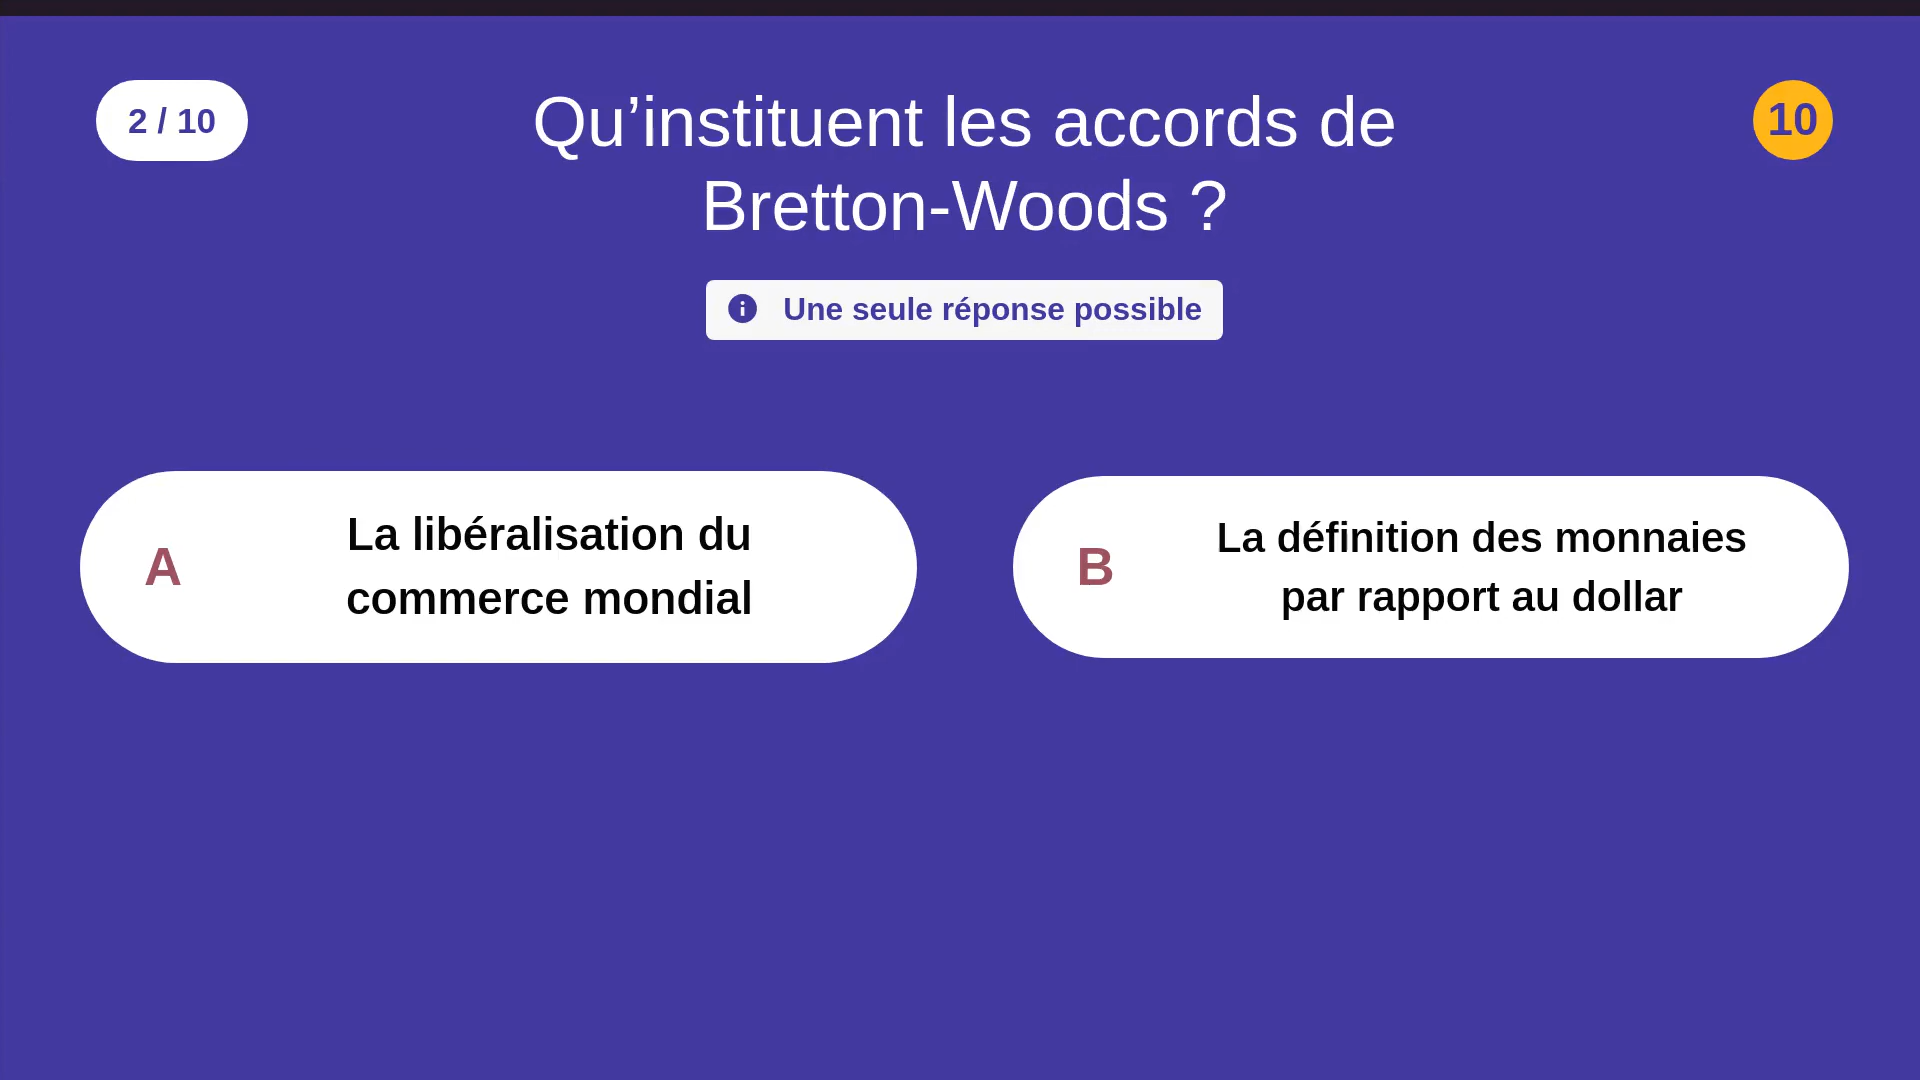 2 / 10
Qu’instituent les accords de
Bretton-Woods ?
10
Une seule réponse possible
A
La libéralisation du
commerce mondial
B
La définition des monnaies
par rapport au dollar